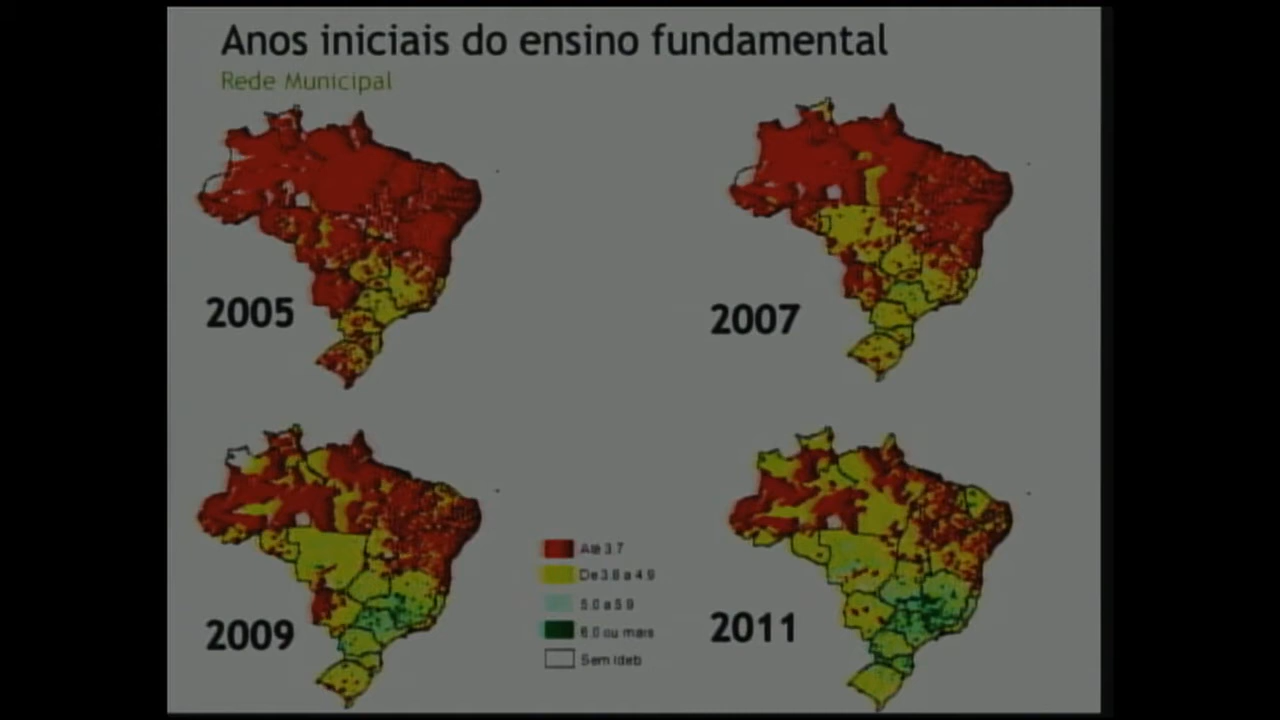 Anos iniciais do ensino fundamental
Rede Municipal
2005
2007
Até 3.7
De 3.8 a 4.9
5.0 a 5.9
6.0 ou mais
Sem Ideb
2009
2011